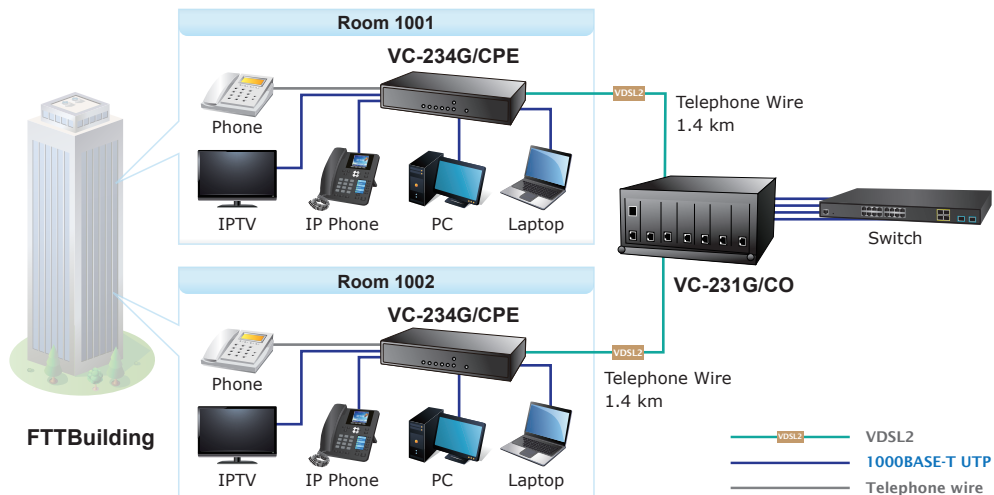 Room 1001
VC-234G/CPE
VDSL2
Telephone Wire
1.4 km
Phone
IPTV
IP Phone
PC
Laptop
Switch
VC-231G/CO
Room 1002
VC-234G/CPE
VDSL2
Telephone Wire
1.4 km
Phone
IPTV
IP Phone
PC
Laptop
FTTBuilding
VDSL2
VDSL2
1000BASE-T UTP
Telephone wire